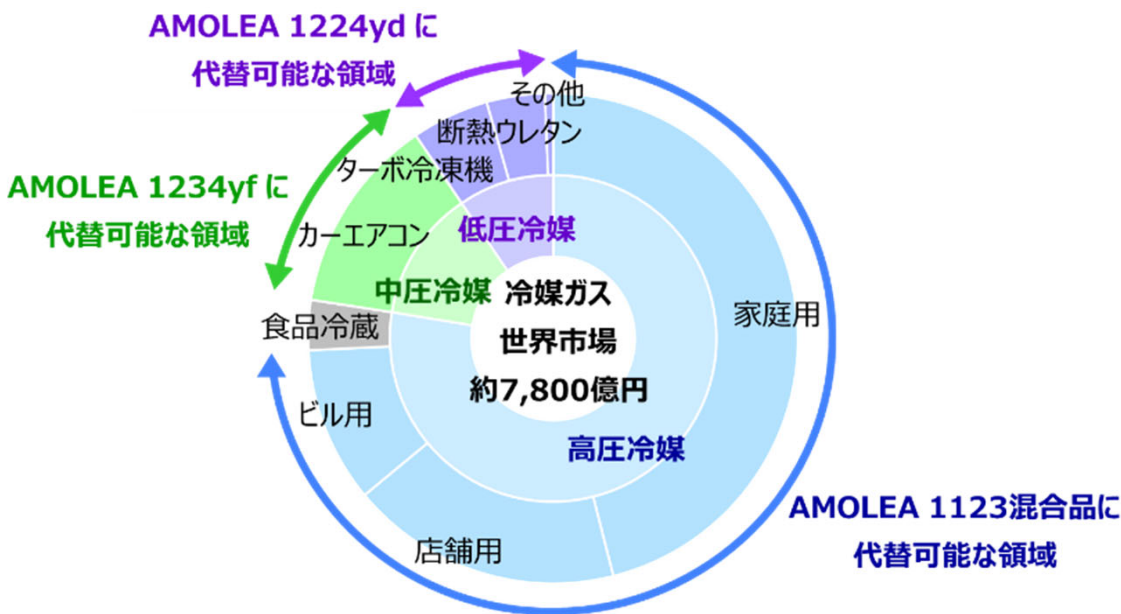 AMOLEA 1224yd に
代替可能な領域
その他
断熱ウレタン
ターボ冷凍機
AMOLEA 1234yf に
代替可能な領域
カーエアコン
低圧冷媒
中圧冷媒
冷媒ガス
世界市場
約7,800億円
家庭用
食品冷蔵
ビル用
高圧冷媒
店舗用
AMOLEA 1123混合品に
代替可能な領域